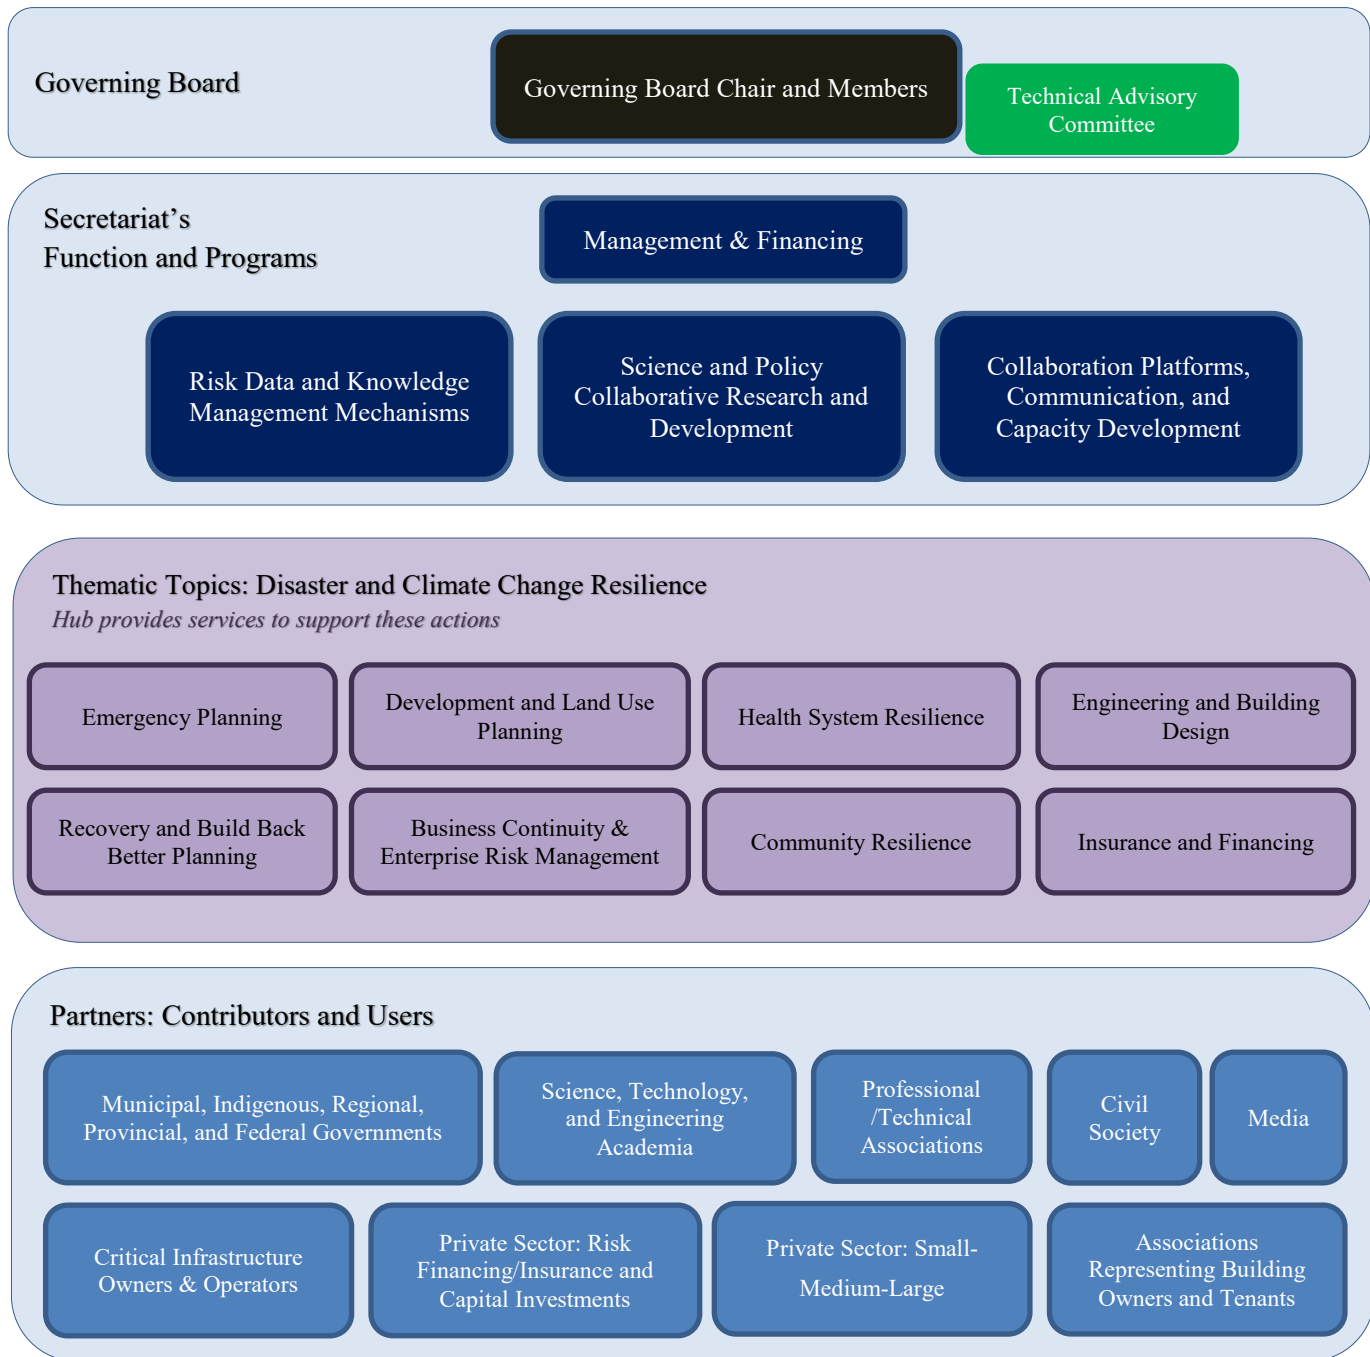 Governing Board
Governing Board Chair and Members
Technical Advisory
Committee
Secretariat's
Function and Programs
Management & Financing
Risk Data and Knowledge
Management Mechanisms
Science and Policy
Collaborative Research and
Development
Collaboration Platforms,
Communication, and
Capacity Development
Thematic Topics: Disaster and Climate Change Resilience
Hub provides services to support these actions
Emergency Planning
Development and Land Use
Planning
Health System Resilience
Engineering and Building
Design
Recovery and Build Back
Better Planning
Business Continuity &
Enterprise Risk Management
Community Resilience
Insurance and Financing
Partners: Contributors and Users
Municipal, Indigenous, Regional,
Provincial, and Federal Governments
Science, Technology,
and Engineering
Academia
Professional
/Technical
Associations
Civil
Society
Media
Critical Infrastructure
Owners & Operators
Private Sector: Risk
Financing/Insurance and
Capital Investments
Private Sector: Small-
Medium-Large
Associations
Representing Building
Owners and Tenants